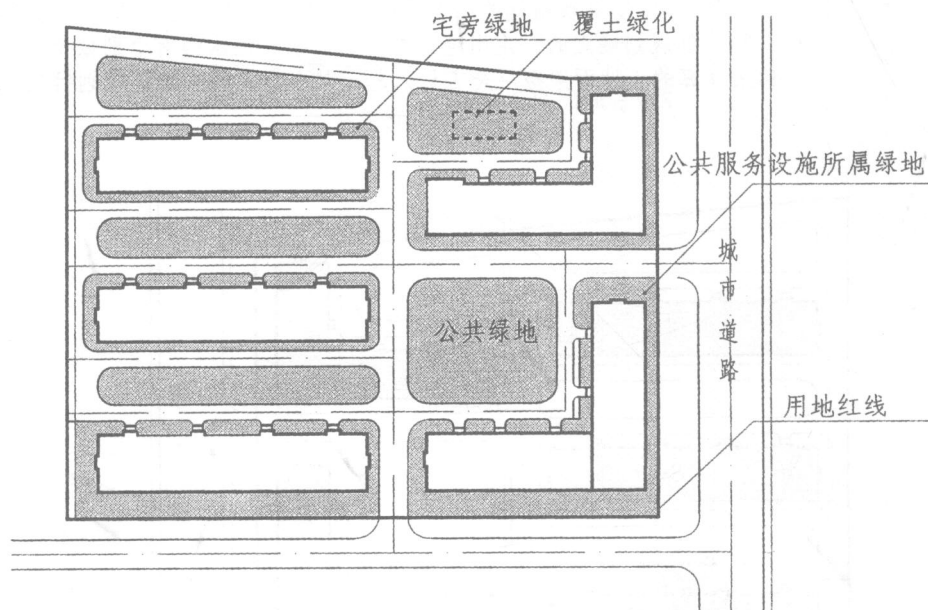 宅旁绿地
覆土绿化
公共服务设施所属绿地
城市道路
公共绿地
用地红线